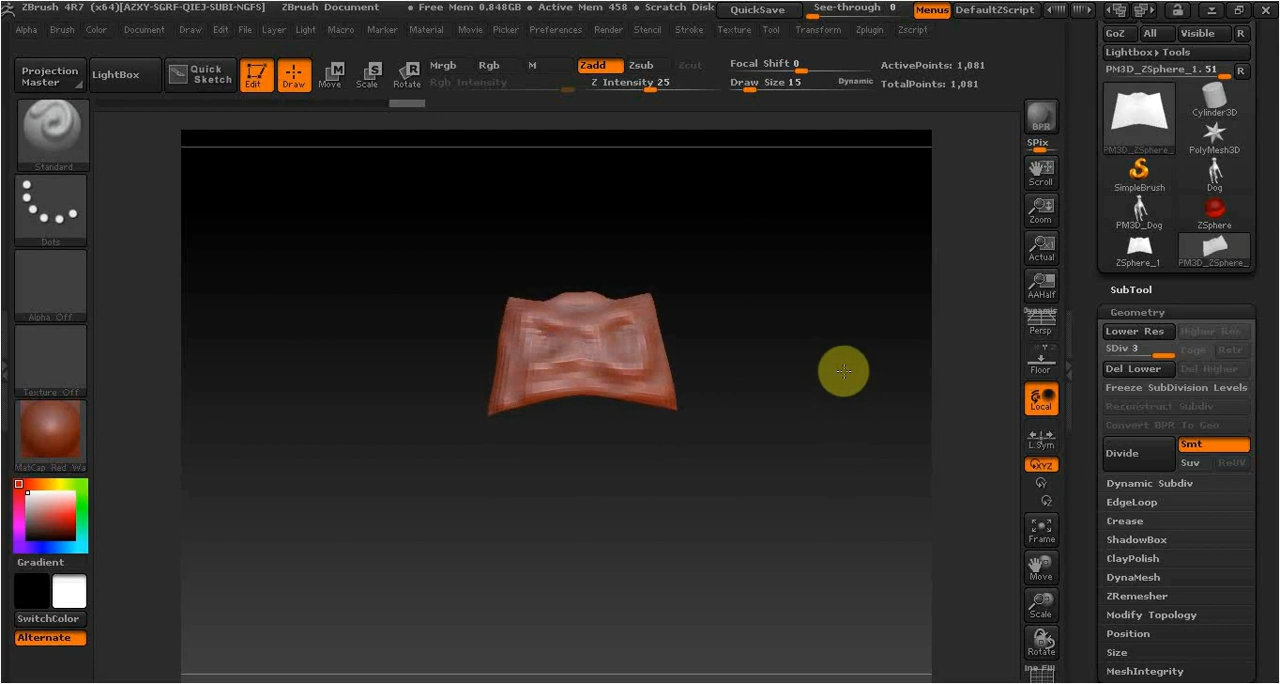 ZBrush 4R7 (x64)[AZXY-SGRF-QIEJ-SUBI-NGFS] ZBrush Document • Free Mem 0.848GB • Active Mem 458 • Scratch Disk QuickSave See-through 0 Menus DefaultZScript
Alpha Brush Color Document Draw Edit File Layer Light Macro Marker Material Movie Picker Preferences Render Stencil Stroke Texture Tool Transform Zplugin Zscript
Projection Master
LightBox
Quick Sketch
Edit
Draw
Move
Scale
Rotate
Mrgb Rgb M
Rgb Intensity
Zadd Zsub Zcut
Z Intensity 25
Focal Shift 0
Draw Size 15 Dynamic
ActivePoints: 1,081
TotalPoints: 1,081
Standard
Dots
Alpha Off
Texture Off
MatCap Red Wa
Gradient
SwitchColor
Alternate
BPR
SPix
Scroll
Zoom
Actual
AAHalf
Dynamic
Persp
Floor
Local
L.Sym
XYZ
Frame
Move
Scale
Rotate
GoZ All Visible R
Lightbox▸Tools
PM3D_ZSphere_1. 51 R
PM3D_ZSphere_
Cylinder3D
PolyMesh3D
SimpleBrush
Dog
PM3D_Dog
ZSphere
ZSphere_1
PM3D_ZSphere_
SubTool
Geometry
Lower Res Higher Res
SDiv 3 Cage Rstr
Del Lower Del Higher
Freeze SubDivision Levels
Reconstruct Subdiv
Convert BPR To Geo
Divide
Smt
Suv ReUV
Dynamic Subdiv
EdgeLoop
Crease
ShadowBox
ClayPolish
DynaMesh
ZRemesher
Modify Topology
Position
Size
MeshIntegrity